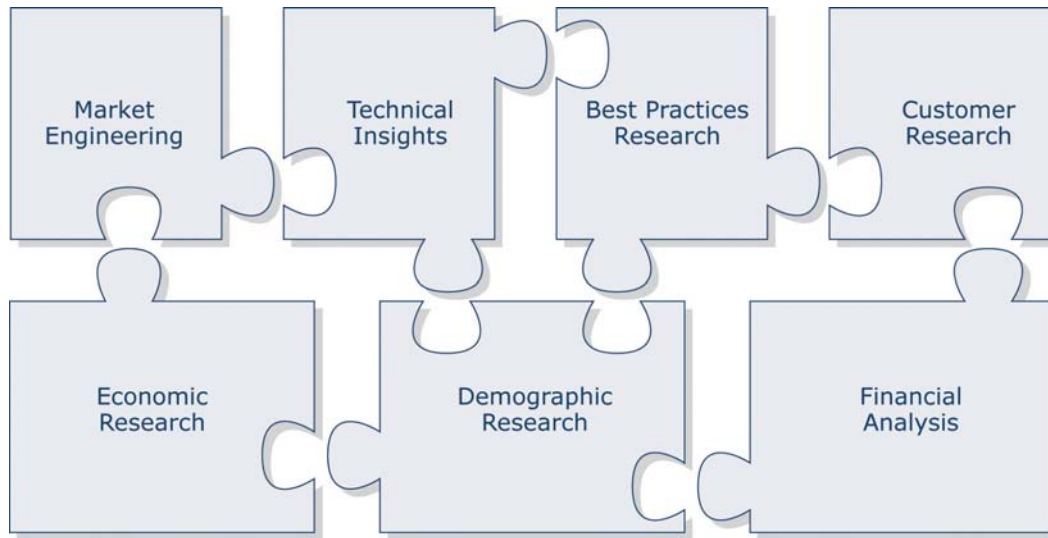 Market
Engineering
Technical
Insights
Best Practices
Research
Customer
Research
Economic
Research
Demographic
Research
Financial
Analysis